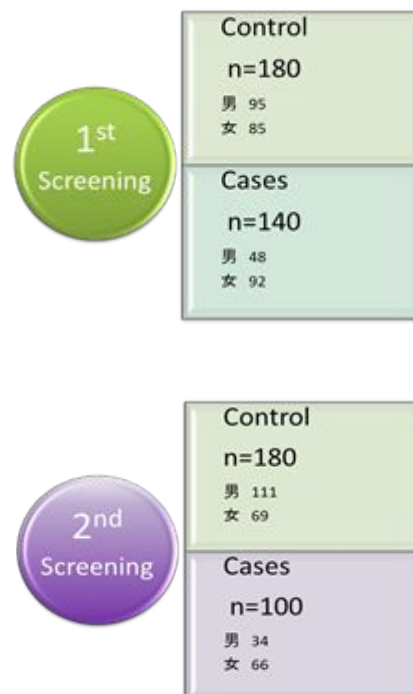 1st
Screening
Control
n=180
男 95
女 85
Cases
n=140
男 48
女 92
2nd
Screening
Control
n=180
男 111
女 69
Cases
n=100
男 34
女 66